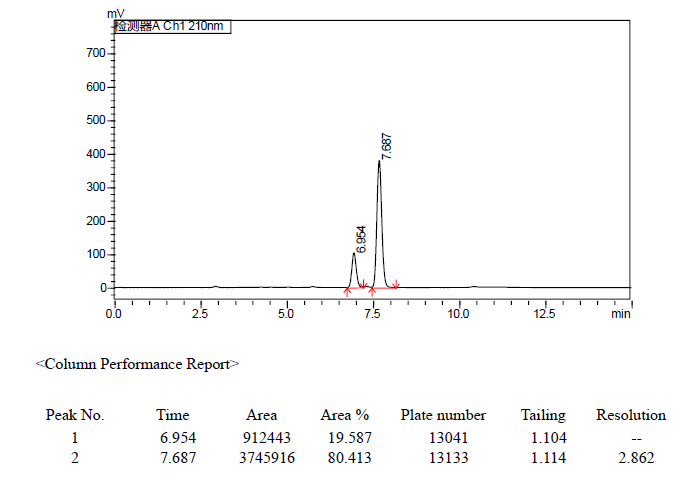 mV
检测器A Ch1 210nm
700
600
500
400
300
200
100
0
7.687
6.954
0.0 2.5 5.0 7.5 10.0 12.5 min
<Column Performance Report>
Peak No. Time Area Area % Plate number Tailing Resolution
1 6.954 912443 19.587 13041 1.104 --
2 7.687 3745916 80.413 13133 1.114 2.862